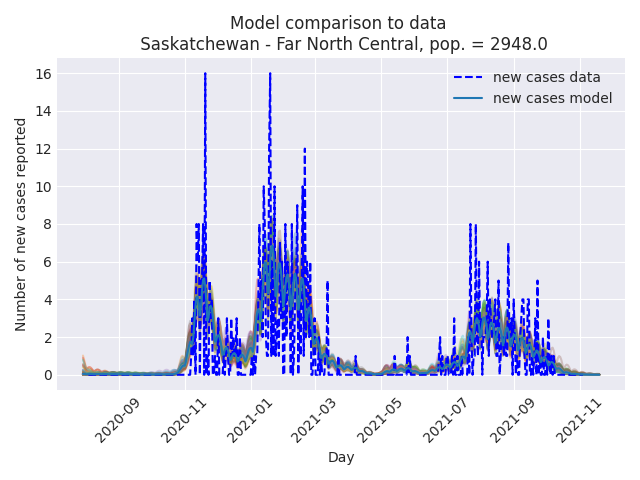 Model comparison to data
Saskatchewan - Far North Central, pop. = 2948.0
new cases data
new cases model
Number of new cases reported
16
14
12
10
8
6
4
2
0
2020-09
2020-11
2021-01
2021-03
2021-05
2021-07
2021-09
2021-11
Day